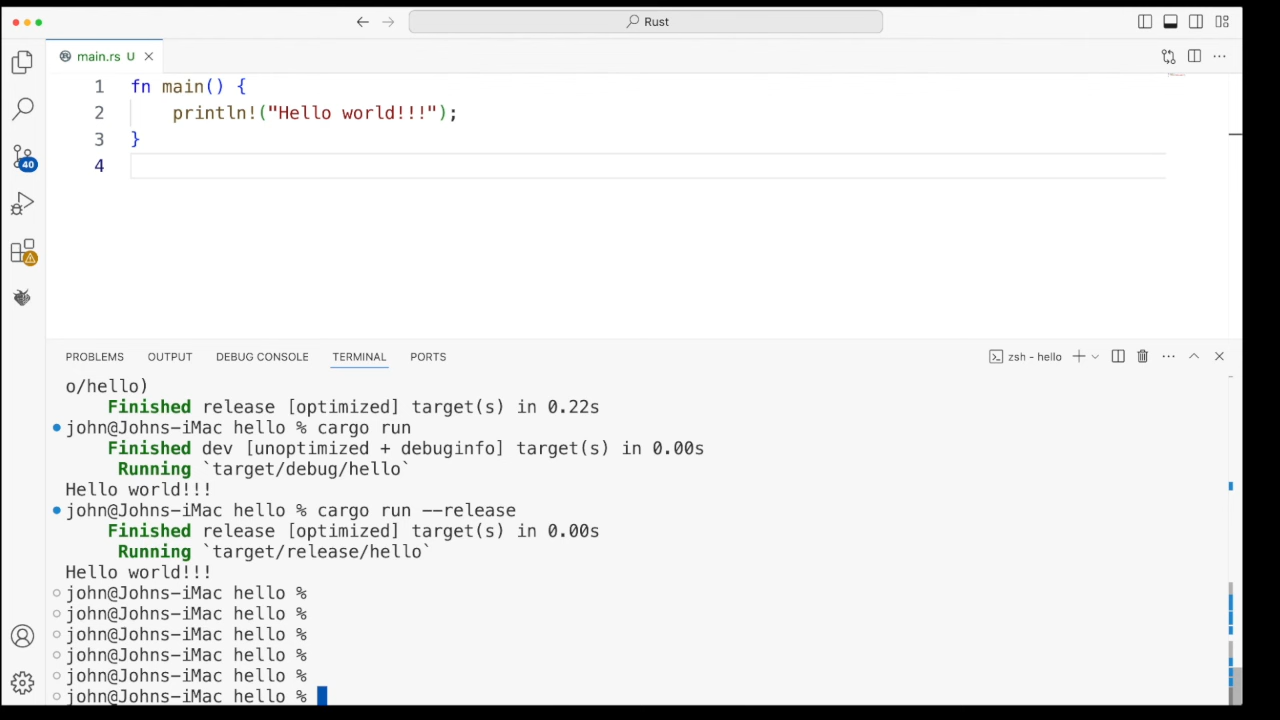 Rust
main.rs U
1 fn main() {
2 println!("Hello world!!!");
3 }
4
40
PROBLEMS OUTPUT DEBUG CONSOLE TERMINAL PORTS zsh - hello
o/hello)
Finished release [optimized] target(s) in 0.22s
john@Johns-iMac hello % cargo run
Finished dev [unoptimized + debuginfo] target(s) in 0.00s
Running `target/debug/hello`
Hello world!!!
john@Johns-iMac hello % cargo run --release
Finished release [optimized] target(s) in 0.00s
Running `target/release/hello`
Hello world!!!
john@Johns-iMac hello %
john@Johns-iMac hello %
john@Johns-iMac hello %
john@Johns-iMac hello %
john@Johns-iMac hello %
john@Johns-iMac hello %